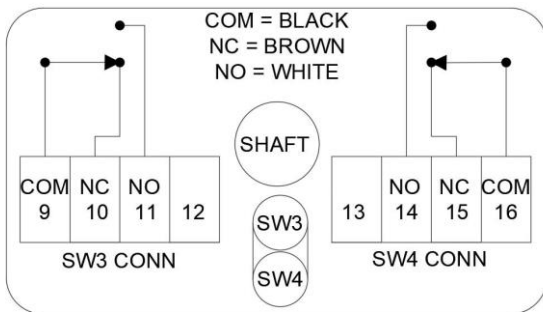 COM = BLACK
NC = BROWN
NO = WHITE
SHAFT
COM NC NO
9 10 11 12
SW3 CONN
SW3
SW4
NO NC COM
13 14 15 16
SW4 CONN